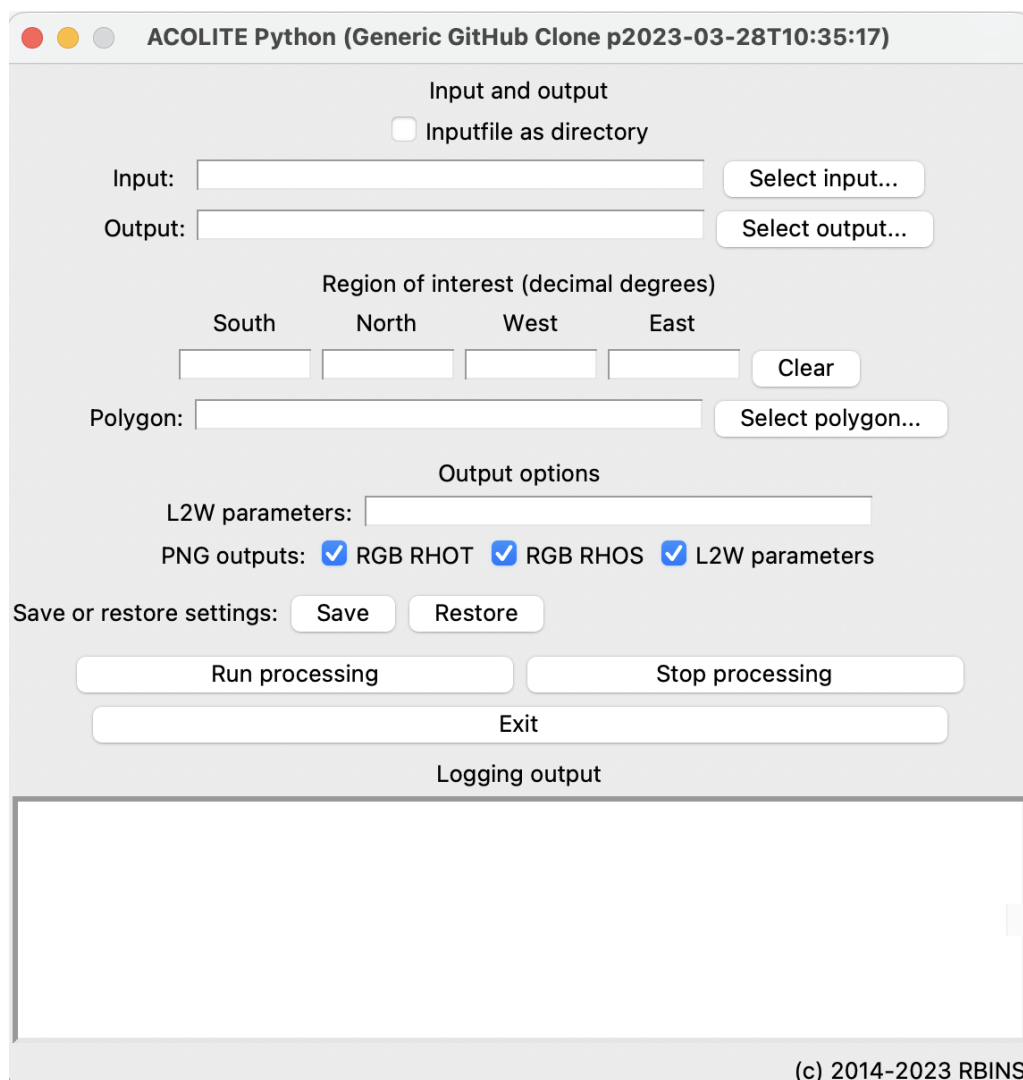 ACOLITE Python (Generic GitHub Clone p2023-03-28T10:35:17)
Input and output
Inputfile as directory
Input: Select input...
Output: Select output...
Region of interest (decimal degrees)
South North West East
Clear
Polygon: Select polygon...
Output options
L2W parameters:
PNG outputs: RGB RHOT RGB RHOS L2W parameters
Save or restore settings: Save Restore
Run processing Stop processing
Exit
Logging output
(c) 2014-2023 RBINS